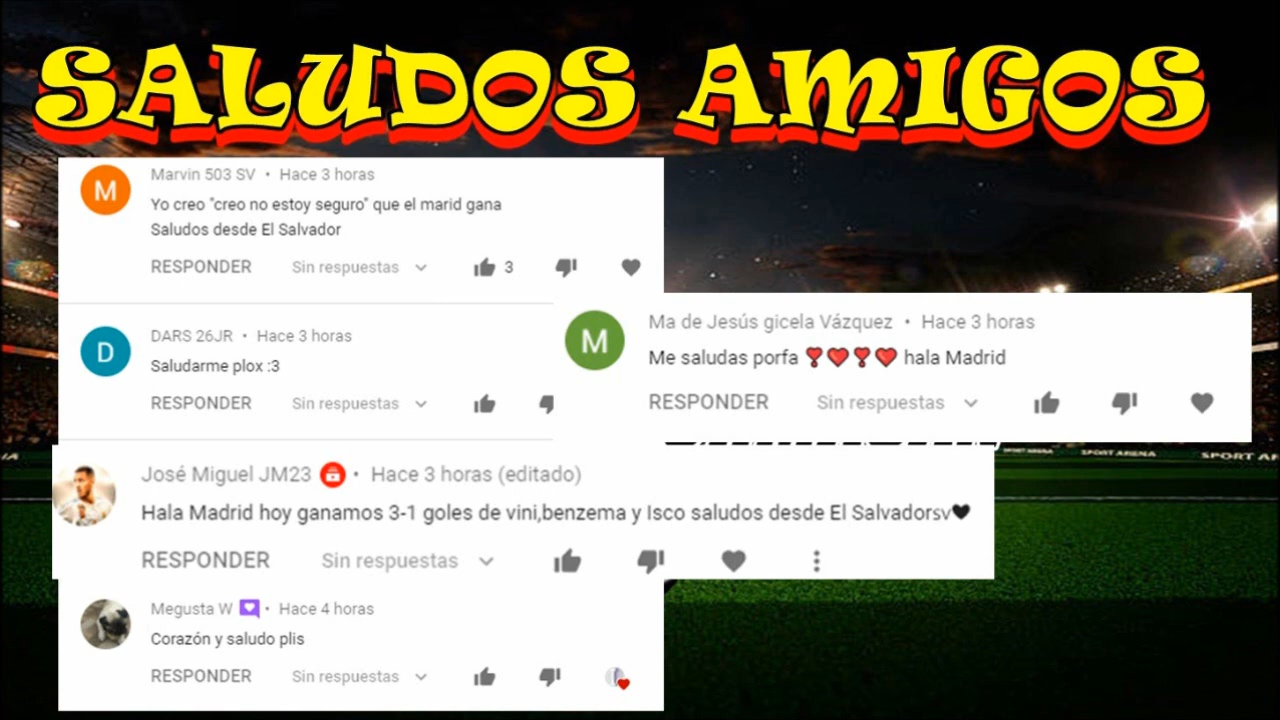 SALUDOS AMIGOS
M
Marvin 503 SV • Hace 3 horas
Yo creo "creo no estoy seguro" que el marid gana
Saludos desde El Salvador
RESPONDER Sin respuestas 3
D
DARS 26JR • Hace 3 horas
Saludarme plox :3
RESPONDER Sin respuestas
M
Ma de Jesús gicela Vázquez • Hace 3 horas
Me saludas porfa ❣❤❣❤ hala Madrid
RESPONDER Sin respuestas
SPORT ARENA
SPORT AR
José Miguel JM23 • Hace 3 horas (editado)
Hala Madrid hoy ganamos 3-1 goles de vini,benzema y Isco saludos desde El Salvadorsv🖤
RESPONDER Sin respuestas
Megusta W • Hace 4 horas
Corazón y saludo plis
RESPONDER Sin respuestas